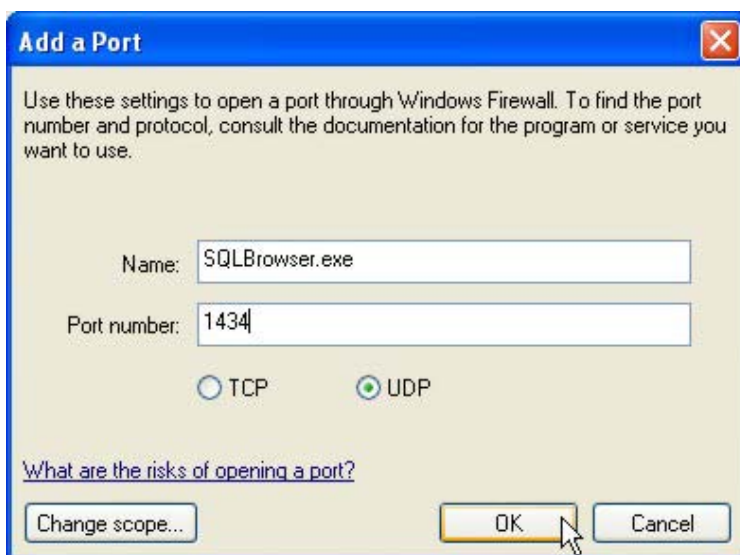 Add a Port
Use these settings to open a port through Windows Firewall. To find the port
number and protocol, consult the documentation for the program or service you
want to use.
Name: SQLBrowser.exe
Port number: 1434
TCP UDP
What are the risks of opening a port?
Change scope... OK Cancel